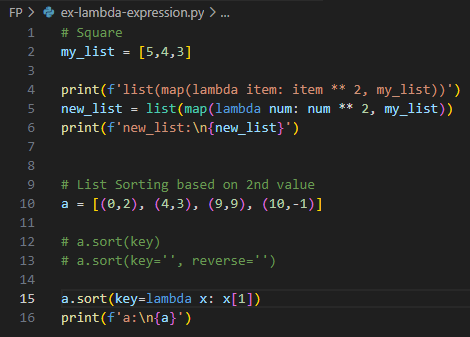 FP > ex-lambda-expression.py > ...
1 # Square
2 my_list = [5,4,3]
3
4 print(f'list(map(lambda item: item ** 2, my_list))')
5 new_list = list(map(lambda num: num ** 2, my_list))
6 print(f'new_list:\n{new_list}')
7
8
9 # List Sorting based on 2nd value
10 a = [(0,2), (4,3), (9,9), (10,-1)]
11
12 # a.sort(key)
13 # a.sort(key='', reverse='')
14
15 a.sort(key=lambda x: x[1])
16 print(f'a:\n{a}')